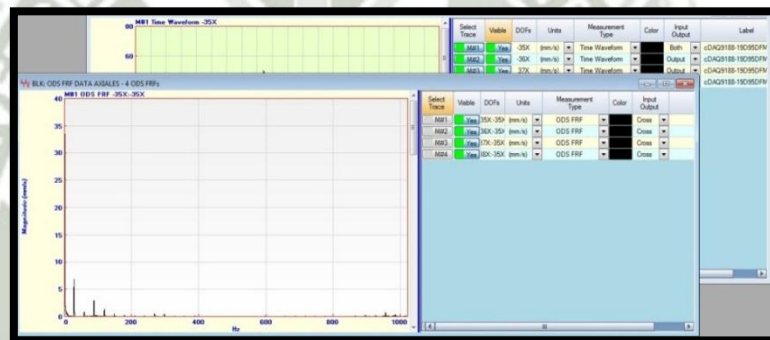 M#1 Time Waveform -35X
80
60
Select Trace Visible DOFs Units Measurement Type Color Input Output Label
M#1 Yes -35X (mm/s) Time Waveform Both cDAQ9188-19D95DFM
M#2 Yes -36X (mm/s) Time Waveform Output cDAQ9188-19D95DFM
M#3 Yes 37X (mm/s) Time Waveform Output cDAQ9188-19D95DFM
cDAQ9188-19D95DFM
BLK: ODS FRF DATA AXIALES - 4 ODS FRFs
M#1 ODS FRF -35X:-35X
Magnitude (mm/s)
40
35
30
25
20
15
10
5
0
0 200 400 600 800 1000
Hz
Select Trace Visible DOFs Units Measurement Type Color Input Output
M#1 Yes 35X:-35X (mm/s) ODS FRF Cross
M#2 Yes 36X:-35X (mm/s) ODS FRF Cross
M#3 Yes 37X:-35X (mm/s) ODS FRF Cross
M#4 Yes (mm/s) ODS FRF Cross